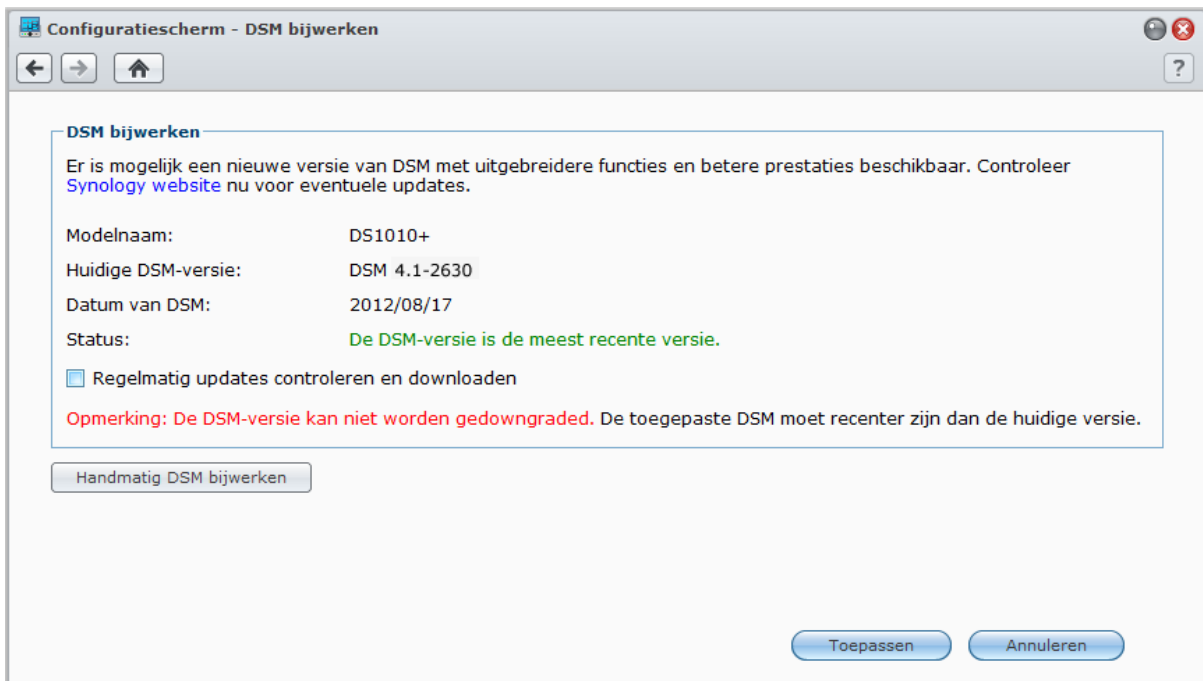 Configuratiescherm - DSM bijwerken
?
DSM bijwerken
Er is mogelijk een nieuwe versie van DSM met uitgebreidere functies en betere prestaties beschikbaar. Controleer
Synology website nu voor eventuele updates.
Modelnaam: DS1010+
Huidige DSM-versie: DSM 4.1-2630
Datum van DSM: 2012/08/17
Status: De DSM-versie is de meest recente versie.
Regelmatig updates controleren en downloaden
Opmerking: De DSM-versie kan niet worden gedowngraded. De toegepaste DSM moet recenter zijn dan de huidige versie.
Handmatig DSM bijwerken
Toepassen Annuleren